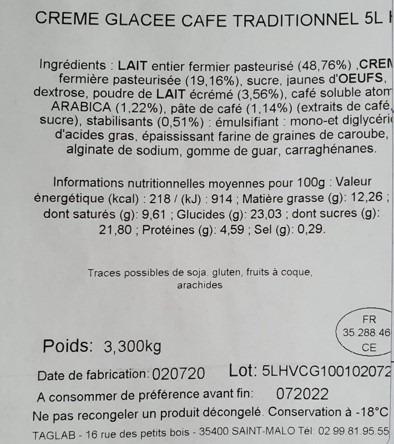 CREME GLACEE CAFE TRADITIONNEL 5L
Ingrédients : LAIT entier fermier pasteurisé (48,76%) ,CREM
fermière pasteurisée (19,16%), sucre, jaunes d'OEUFS,
dextrose, poudre de LAIT écrémé (3,56%), café soluble atom
ARABICA (1,22%), pâte de café (1,14%) (extraits de café,
sucre), stabilisants (0,51%) : émulsifiant : mono-et diglycéri
d'acides gras, épaississant farine de graines de caroube,
alginate de sodium, gomme de guar, carraghénanes.
Informations nutritionnelles moyennes pour 100g : Valeur
énergétique (kcal) : 218 / (kJ) : 914 ; Matière grasse (g): 12,26 ;
dont saturés (g): 9,61 ; Glucides (g): 23,03 ; dont sucres (g):
21,80 ; Protéines (g): 4,59 ; Sel (g): 0,29.
Traces possibles de soja, gluten, fruits à coque,
arachides
FR
35.288.46
CE
Poids: 3,300kg
Date de fabrication: 020720 Lot: 5LHVCG100102072
A consommer de préférence avant fin: 072022
Ne pas recongeler un produit décongelé. Conservation à -18°C
TAGLAB - 16 rue des petits bois - 35400 SAINT-MALO Tél. 02.99.81.95.55